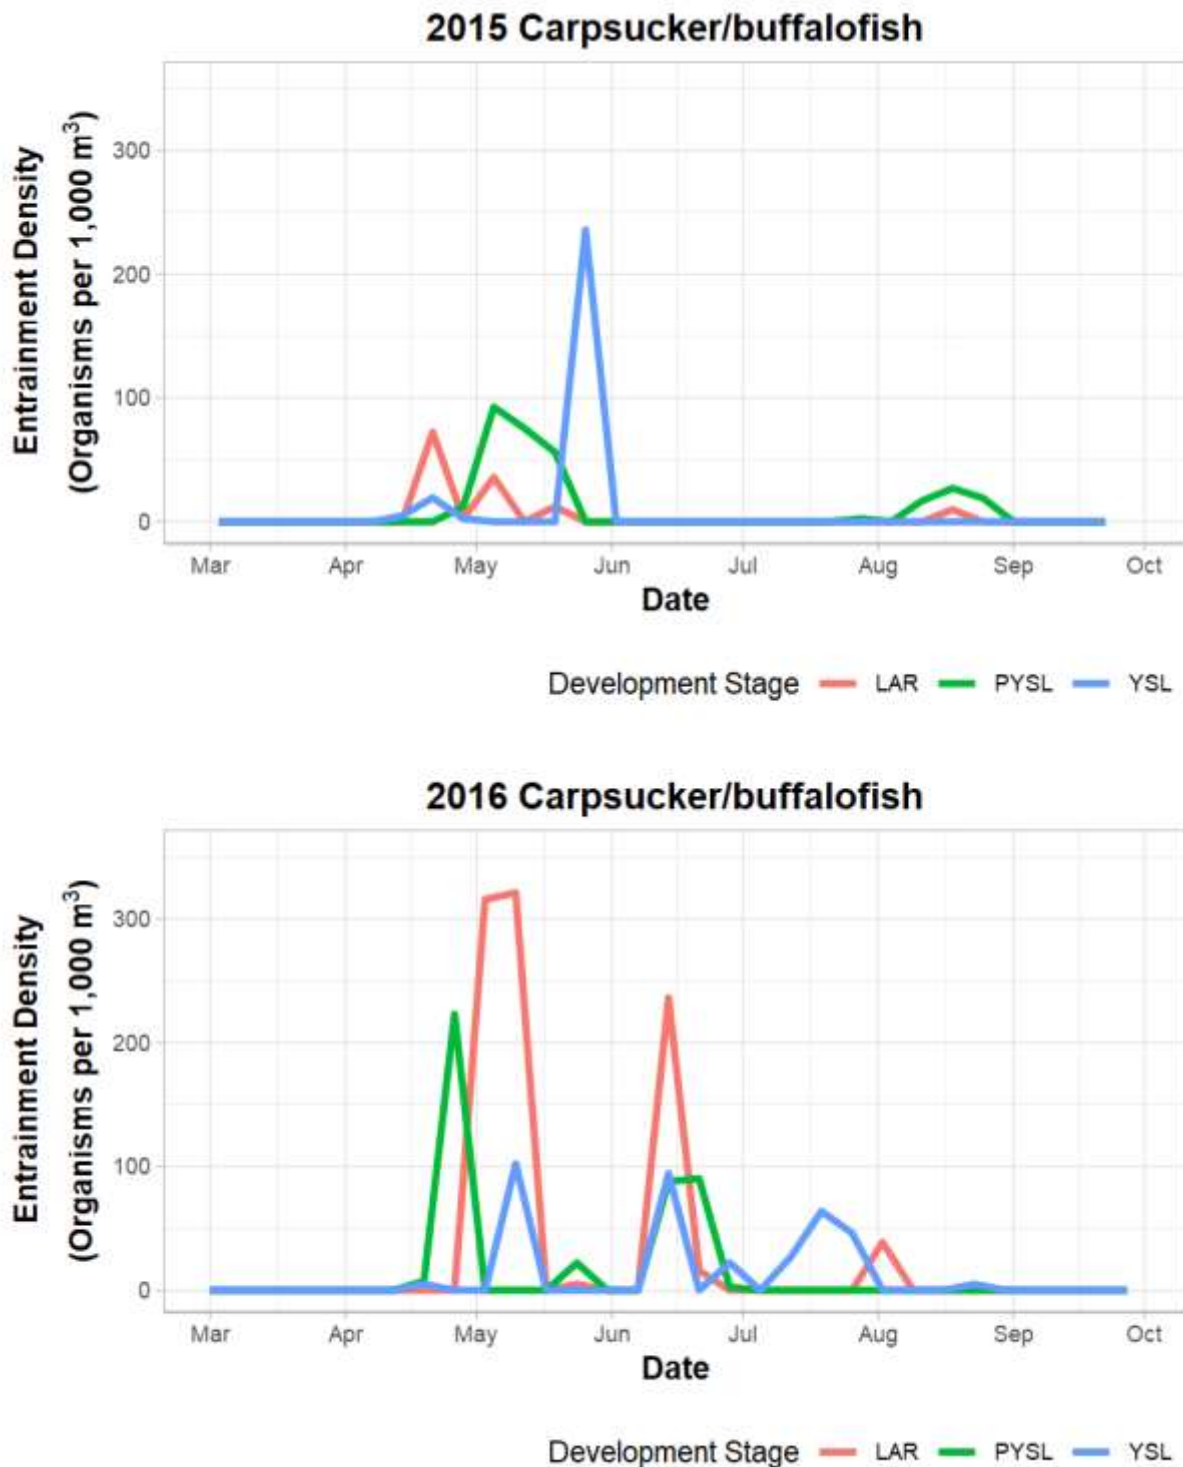 2015 Carpsucker/buffalofish
Entrainment Density
(Organisms per 1,000 m³)
300
200
100
0
Mar Apr May Jun Jul Aug Sep Oct
Date
Development Stage LAR PYSL YSL
2016 Carpsucker/buffalofish
Entrainment Density
(Organisms per 1,000 m³)
300
200
100
0
Mar Apr May Jun Jul Aug Sep Oct
Date
Development Stage LAR PYSL YSL